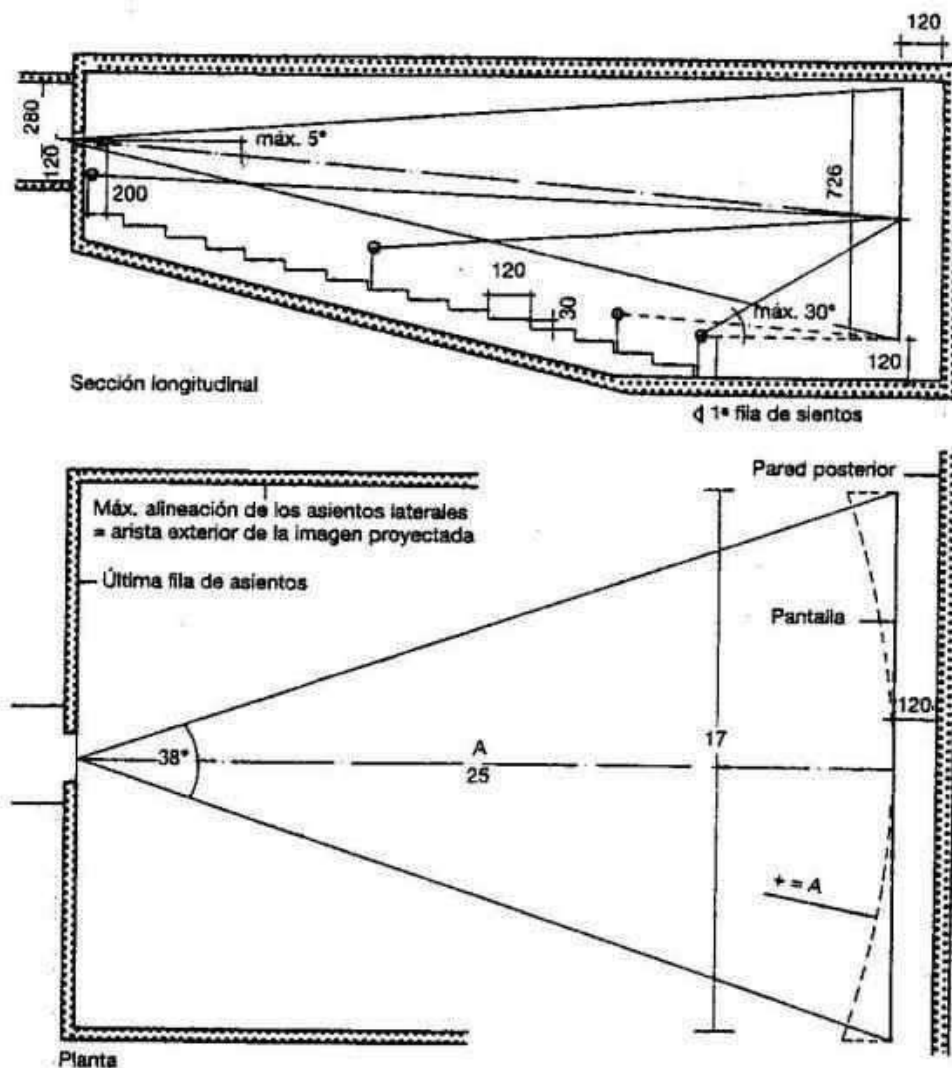 120
280
máx. 5°
120
200
726
120
30
máx. 30°
120
Sección longitudinal
1ª fila de sientos
Pared posterior
Máx. alineación de los asientos laterales
= arista exterior de la imagen proyectada
Última fila de asientos
Pantalla
120
38°
A
25
17
+ = A
Planta